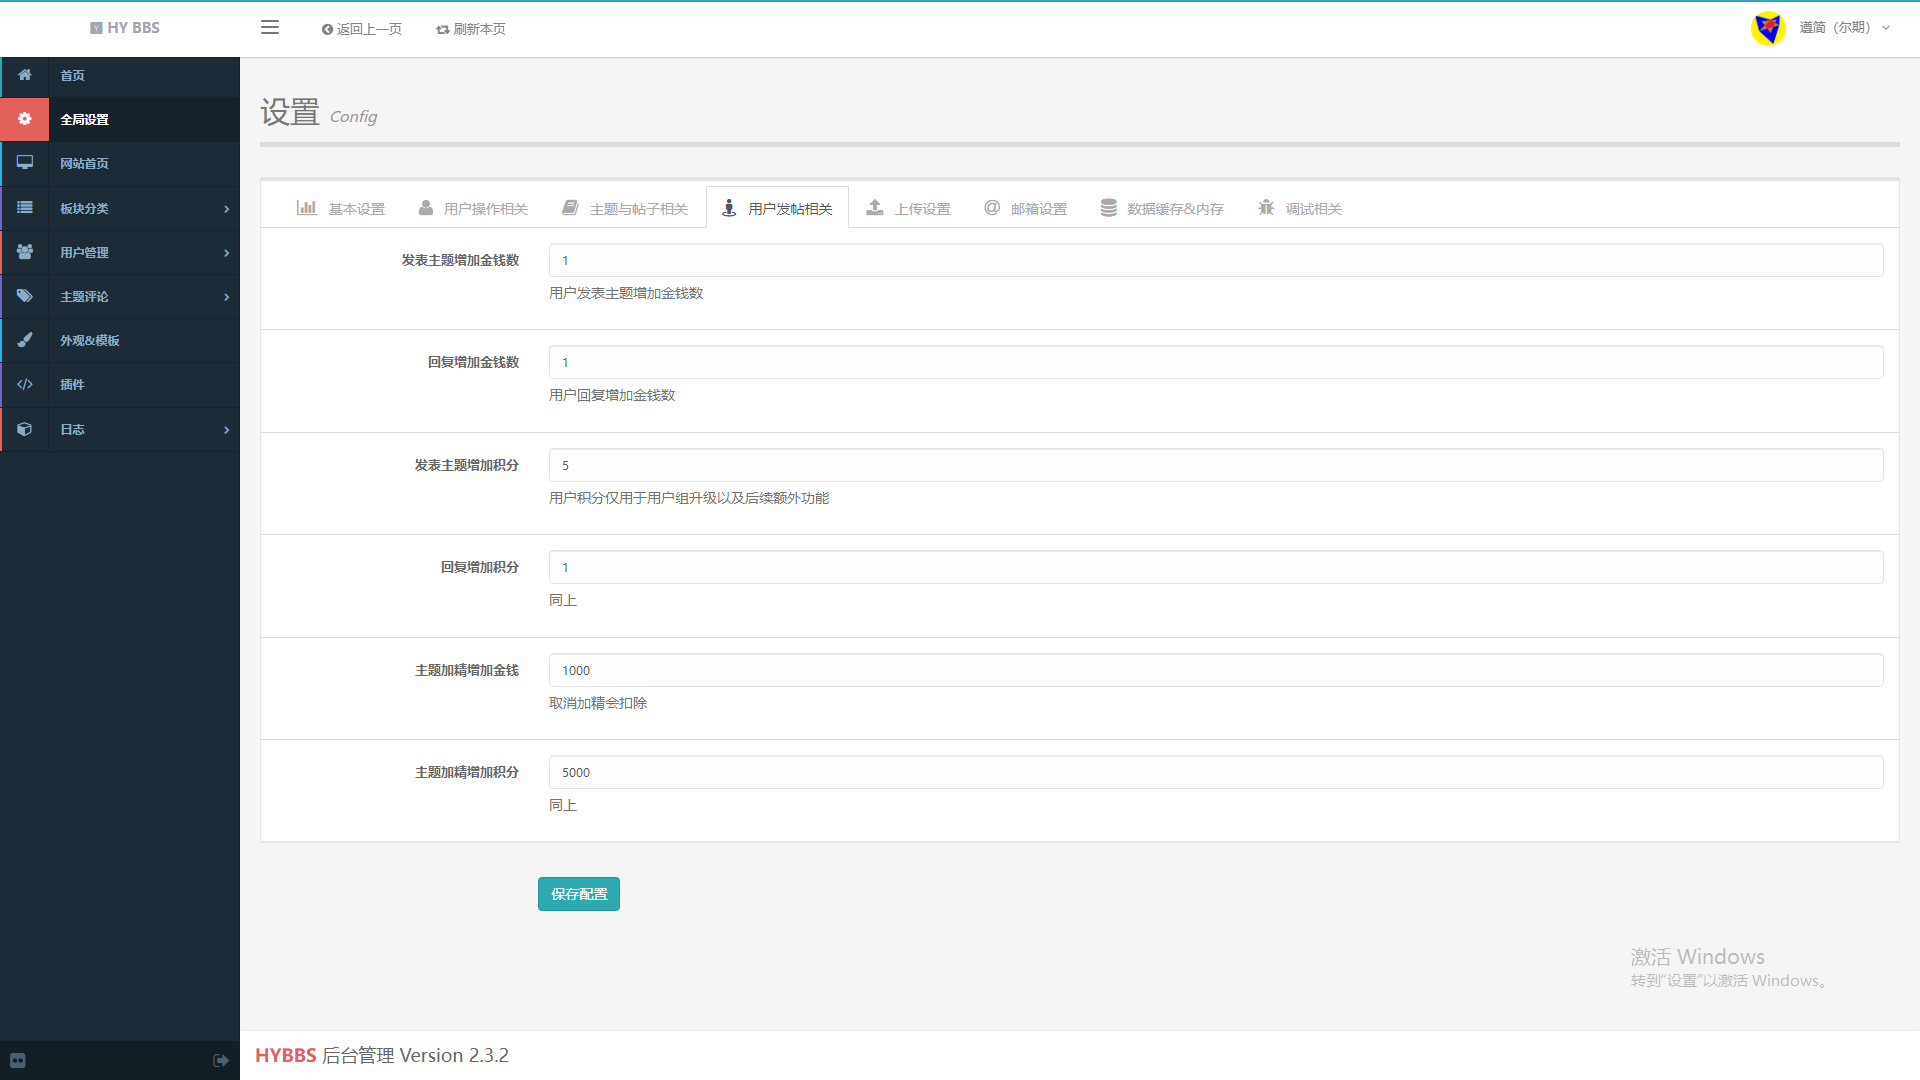 HY BBS
返回上一页
刷新本页
遵简（尔期）
首页
全局设置
网站首页
板块分类
用户管理
主题评论
外观&模板
插件
日志
设置 Config
基本设置
用户操作相关
主题与帖子相关
用户发帖相关
上传设置
邮箱设置
数据缓存&内存
调试相关
发表主题增加金钱数
1
用户发表主题增加金钱数
回复增加金钱数
1
用户回复增加金钱数
发表主题增加积分
5
用户积分仅用于用户组升级以及后续额外功能
回复增加积分
1
同上
主题加精增加金钱
1000
取消加精会扣除
主题加精增加积分
5000
同上
保存配置
激活 Windows
转到“设置”以激活 Windows。
HYBBS 后台管理 Version 2.3.2